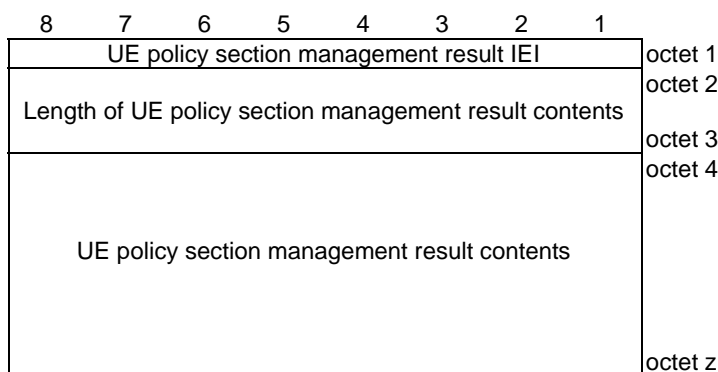 8 7 6 5 4 3 2 1
UE policy section management result IEI octet 1
octet 2
Length of UE policy section management result contents
octet 3
octet 4
UE policy section management result contents
octet z